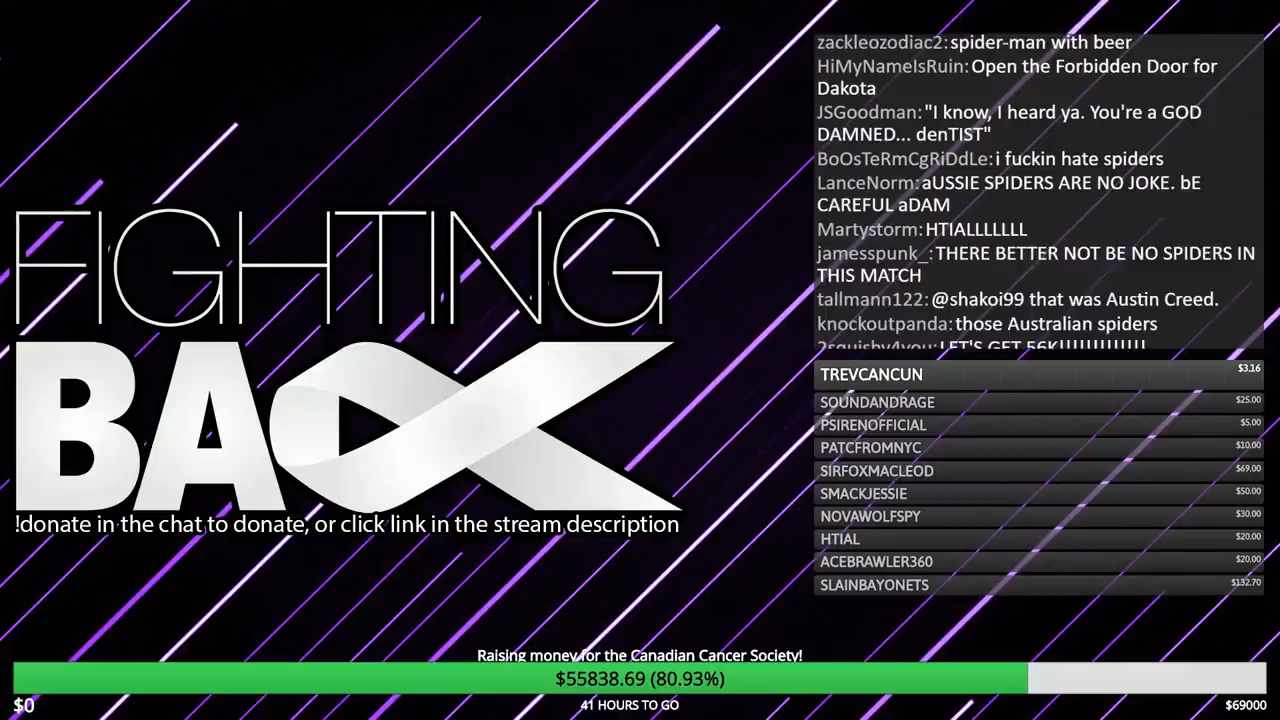 FIGHTING
BACK
!donate in the chat to donate, or click link in the stream description
zackleozodiac2: spider-man with beer
HiMyNameIsRuin: Open the Forbidden Door for
Dakota
JSGoodman: "I know, I heard ya. You're a GOD
DAMNED... denTIST"
BoOsTeRmCgRiDdLe: i fuckin hate spiders
LanceNorm: aUSSIE SPIDERS ARE NO JOKE. bE
CAREFUL aDAM
Martystorm: HTIALLLLLLL
jamesspunk_: THERE BETTER NOT BE NO SPIDERS IN
THIS MATCH
tallmann122: @shakoi99 that was Austin Creed.
knockoutpanda: those Australian spiders
2squishy4you: LET'S GET 56K!!!!!!!!!!!!!
TREVCANCUN $3.16
SOUNDANDRAGE $25.00
PSIRENOFFICIAL $5.00
PATCFROMNYC $10.00
SIRFOXMACLEOD $69.00
SMACKJESSIE $50.00
NOVAWOLFSPY $30.00
HTIAL $20.00
ACEBRAWLER360 $20.00
SLAINBAYONETS $132.70
Raising money for the Canadian Cancer Society!
$55838.69 (80.93%)
$0 41 HOURS TO GO $69000